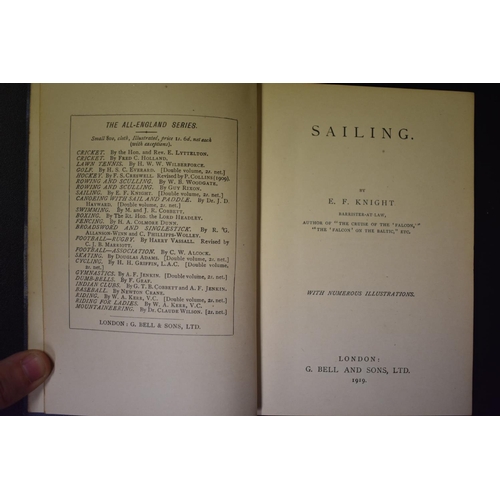 THE ALL-ENGLAND SERIES.
Small 8vo, cloth, Illustrated, price 1s. 6d. net each
(with exceptions).
CRICKET. By the Hon. and Rev. E. LYTTELTON.
CRICKET. By FRED C. HOLLAND.
LAWN TENNIS. By H. W. W. WILBERFORCE.
GOLF. By H. S. C. EVERARD. [Double volume, 2s. net.]
HOCKEY. By F. S. CRESWELL. Revised by P. COLLINS (1909).
ROWING AND SCULLING. By W. B. WOODGATE.
ROWING AND SCULLING. By GUY RIXON.
SAILING. By E. F. KNIGHT. [Double volume, 2s. net.]
CANOEING WITH SAIL AND PADDLE. By Dr. J. D.
HAYWARD. [Double volume, 2s. net.]
SWIMMING. By M. and J. R. COBBETT.
BOXING. By The Rt. Hon. the LORD HEADLEY.
FENCING. By H. A. COLMORE DUNN.
BROADSWORD AND SINGLESTICK. By R. G.
ALLANSON-WINN and C. PHILLIPPS-WOLLEY.
FOOTBALL—RUGBY. By HARRY VASSALL. Revised by
C. J. B. MARRIOTT.
FOOTBALL—ASSOCIATION. By C. W. ALCOCK.
SKATING. By DOUGLAS ADAMS. [Double volume, 2s. net.]
CYCLING. By H. H. GRIFFIN, L.A.C. [Double volume,
2s. net.]
GYMNASTICS. By A. F. JENKIN. [Double volume, 2s. net.]
DUMB-BELLS. By F. GRAF.
INDIAN CLUBS. By G. T. B. COBBETT and A. F. JENKIN.
BASEBALL. By NEWTON CRANE.
RIDING. By W. A. KERR, V.C. [Double volume, 2s. net.]
RIDING FOR LADIES. By W. A. KERR, V.C.
MOUNTAINEERING. By Dr. CLAUDE WILSON. [2s. net.]
LONDON: G. BELL & SONS, LTD.
SAILING.
BY
E. F. KNIGHT
BARRISTER-AT-LAW,
AUTHOR OF "THE CRUISE OF THE 'FALCON,'"
"THE 'FALCON' ON THE BALTIC," ETC.
WITH NUMEROUS ILLUSTRATIONS.
LONDON:
G. BELL AND SONS, LTD.
1919.